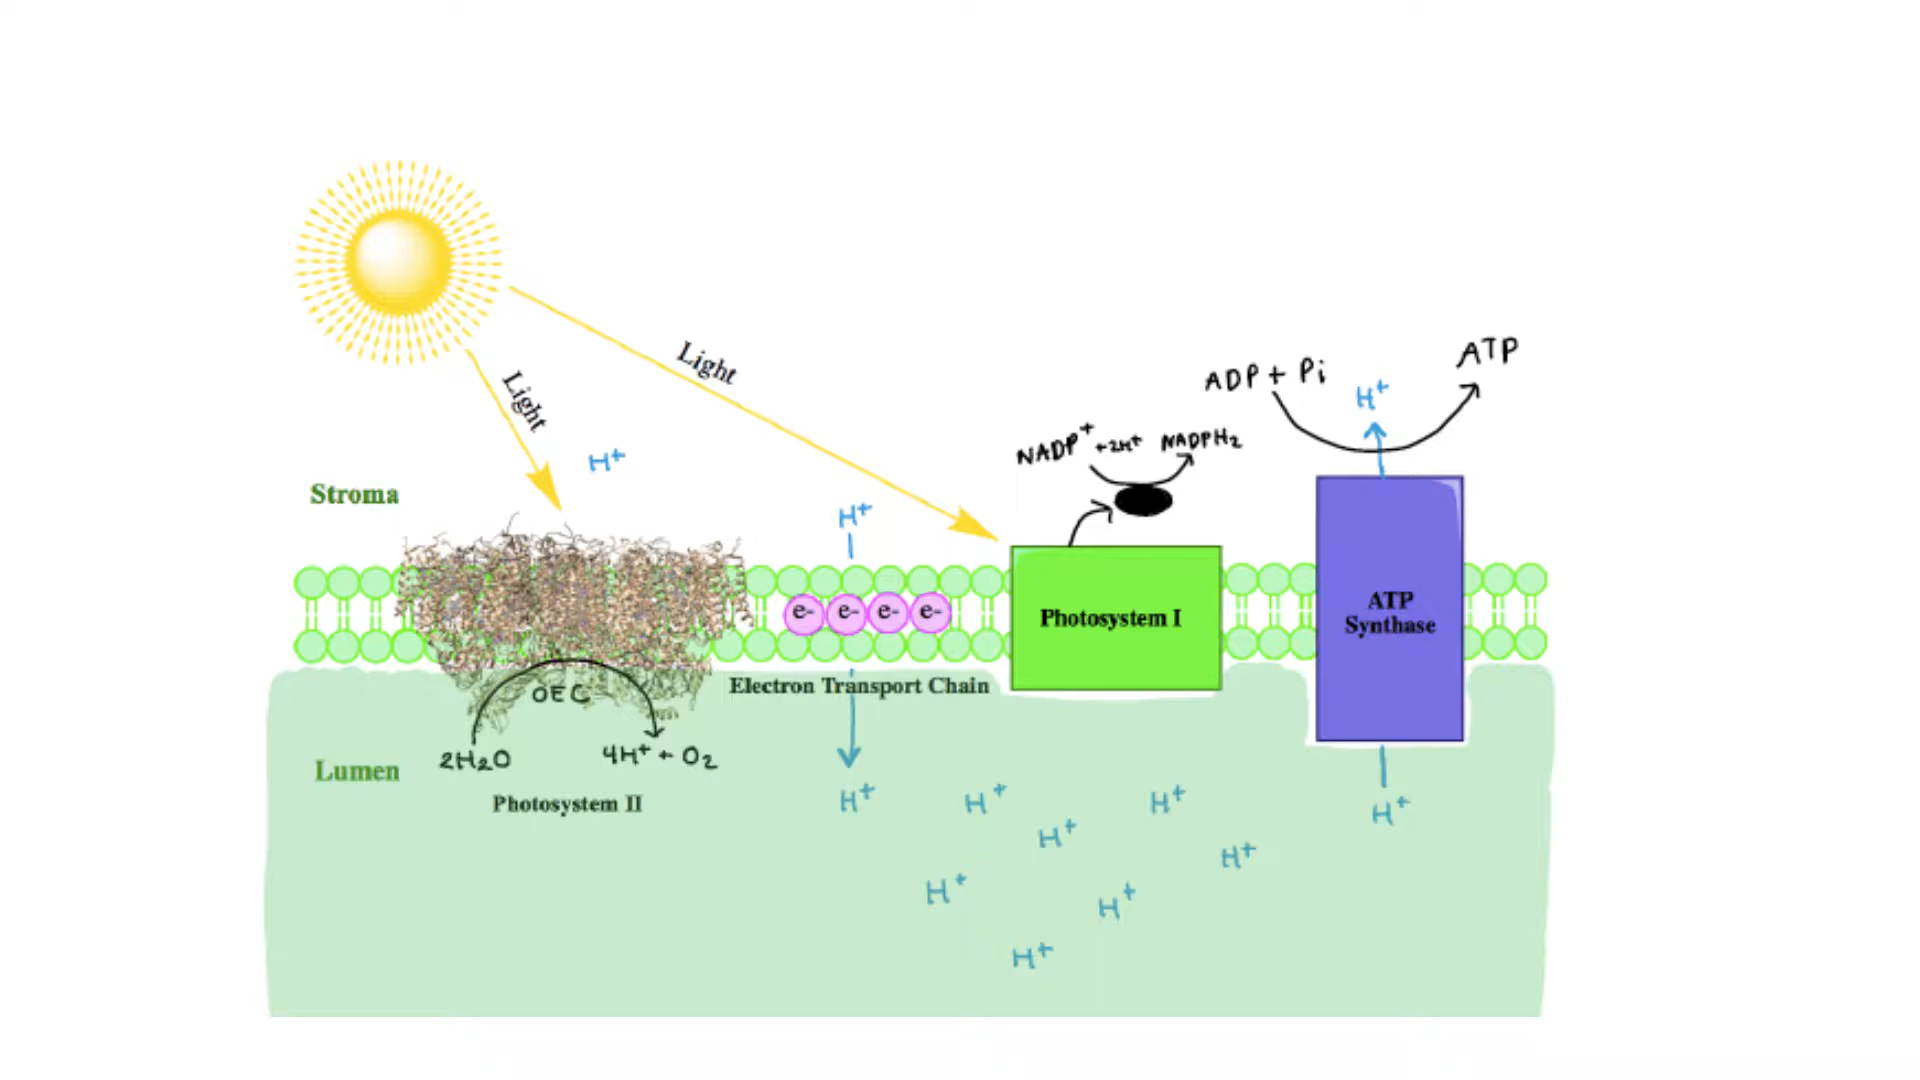 Light
Light
ADP + Pi
H+
ATP
NADP+ +2H+ NADPH2
H+
Stroma
H+
e- e- e- e-
Photosystem I
ATP
Synthase
Electron Transport Chain
OEC
2H2O
4H+ + O2
Lumen
Photosystem II
H+
H+
H+
H+
H+
H+
H+
H+
H+